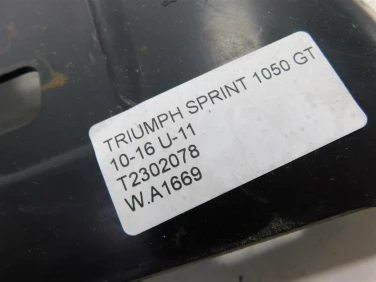 TRIUMPH SPRINT 1050 GT
10-16 U-11
T2302078
W.A1669